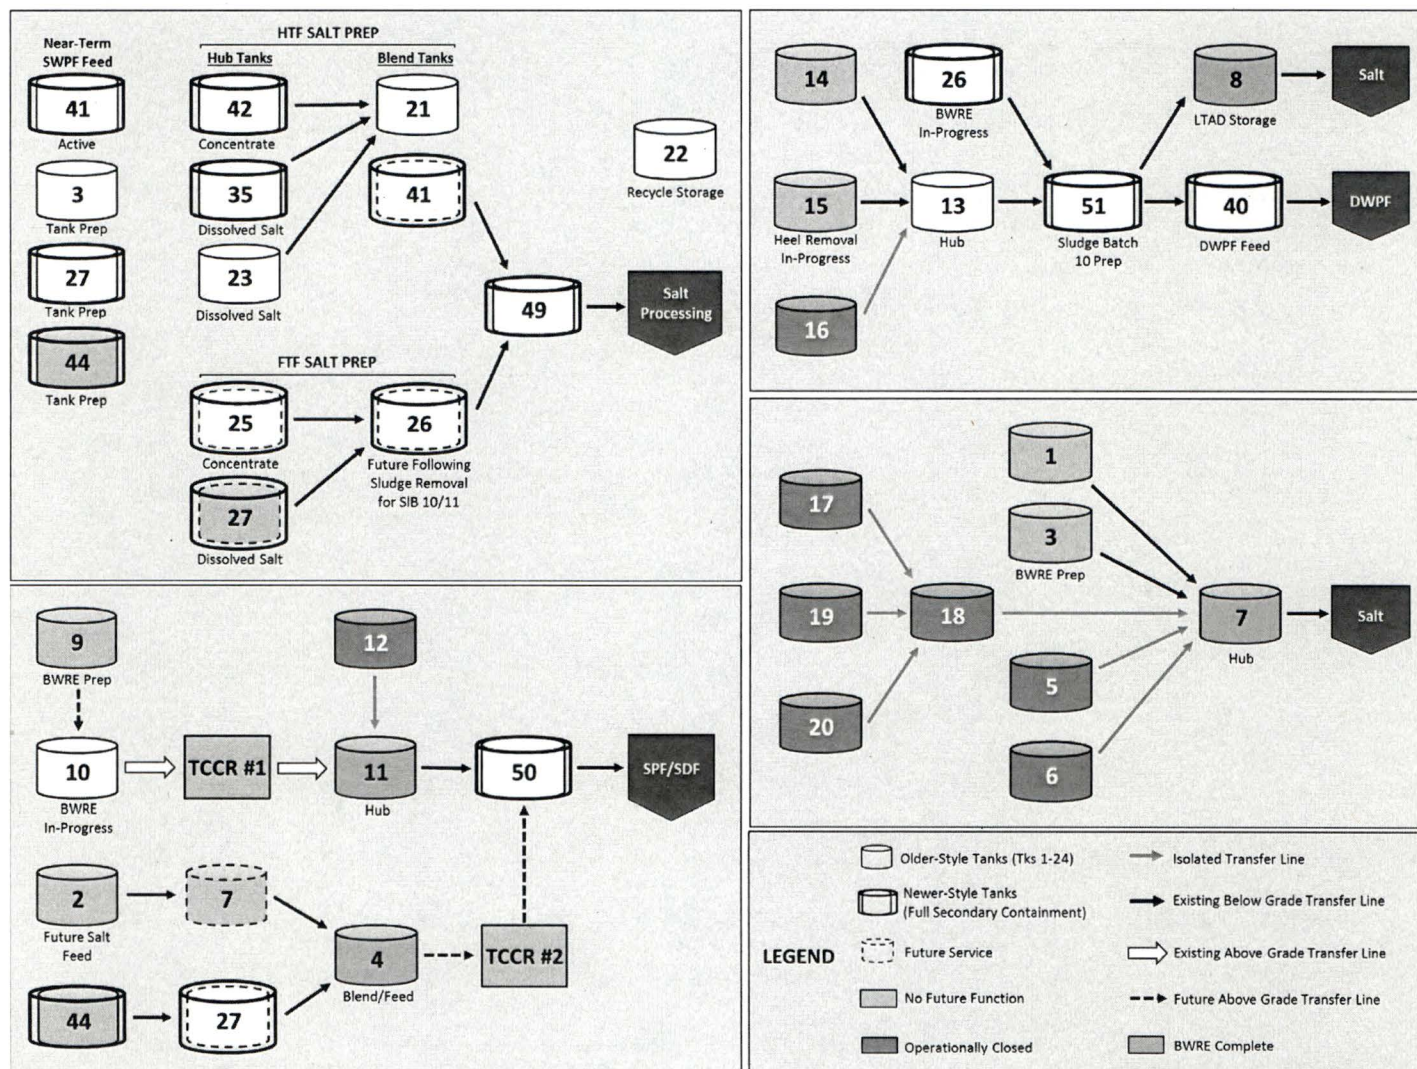 Near-Term
SWPF Feed
41
Active
3
Tank Prep
27
Tank Prep
44
Tank Prep
HTF SALT PREP
Hub Tanks
Blend Tanks
42
Concentrate
21
35
Dissolved Salt
41
23
Dissolved Salt
22
Recycle Storage
49
Salt
Processing
FTF SALT PREP
25
Concentrate
26
Future Following
Sludge Removal
for SlB 10/11
27
Dissolved Salt
14
26
BWRE
In-Progress
8
LTAD Storage
Salt
15
Heel Removal
In-Progress
13
Hub
51
Sludge Batch
10 Prep
40
DWPF Feed
DWPF
16
17
1
3
BWRE Prep
19
18
7
Hub
Salt
5
20
6
9
BWRE Prep
12
10
BWRE
In-Progress
TCCR #1
11
Hub
50
SPF/SDF
2
Future Salt
Feed
7
4
Blend/Feed
TCCR #2
44
27
LEGEND
Older-Style Tanks (Tks 1-24)
Newer-Style Tanks
(Full Secondary Containment)
Future Service
No Future Function
Operationally Closed
Isolated Transfer Line
Existing Below Grade Transfer Line
Existing Above Grade Transfer Line
Future Above Grade Transfer Line
BWRE Complete